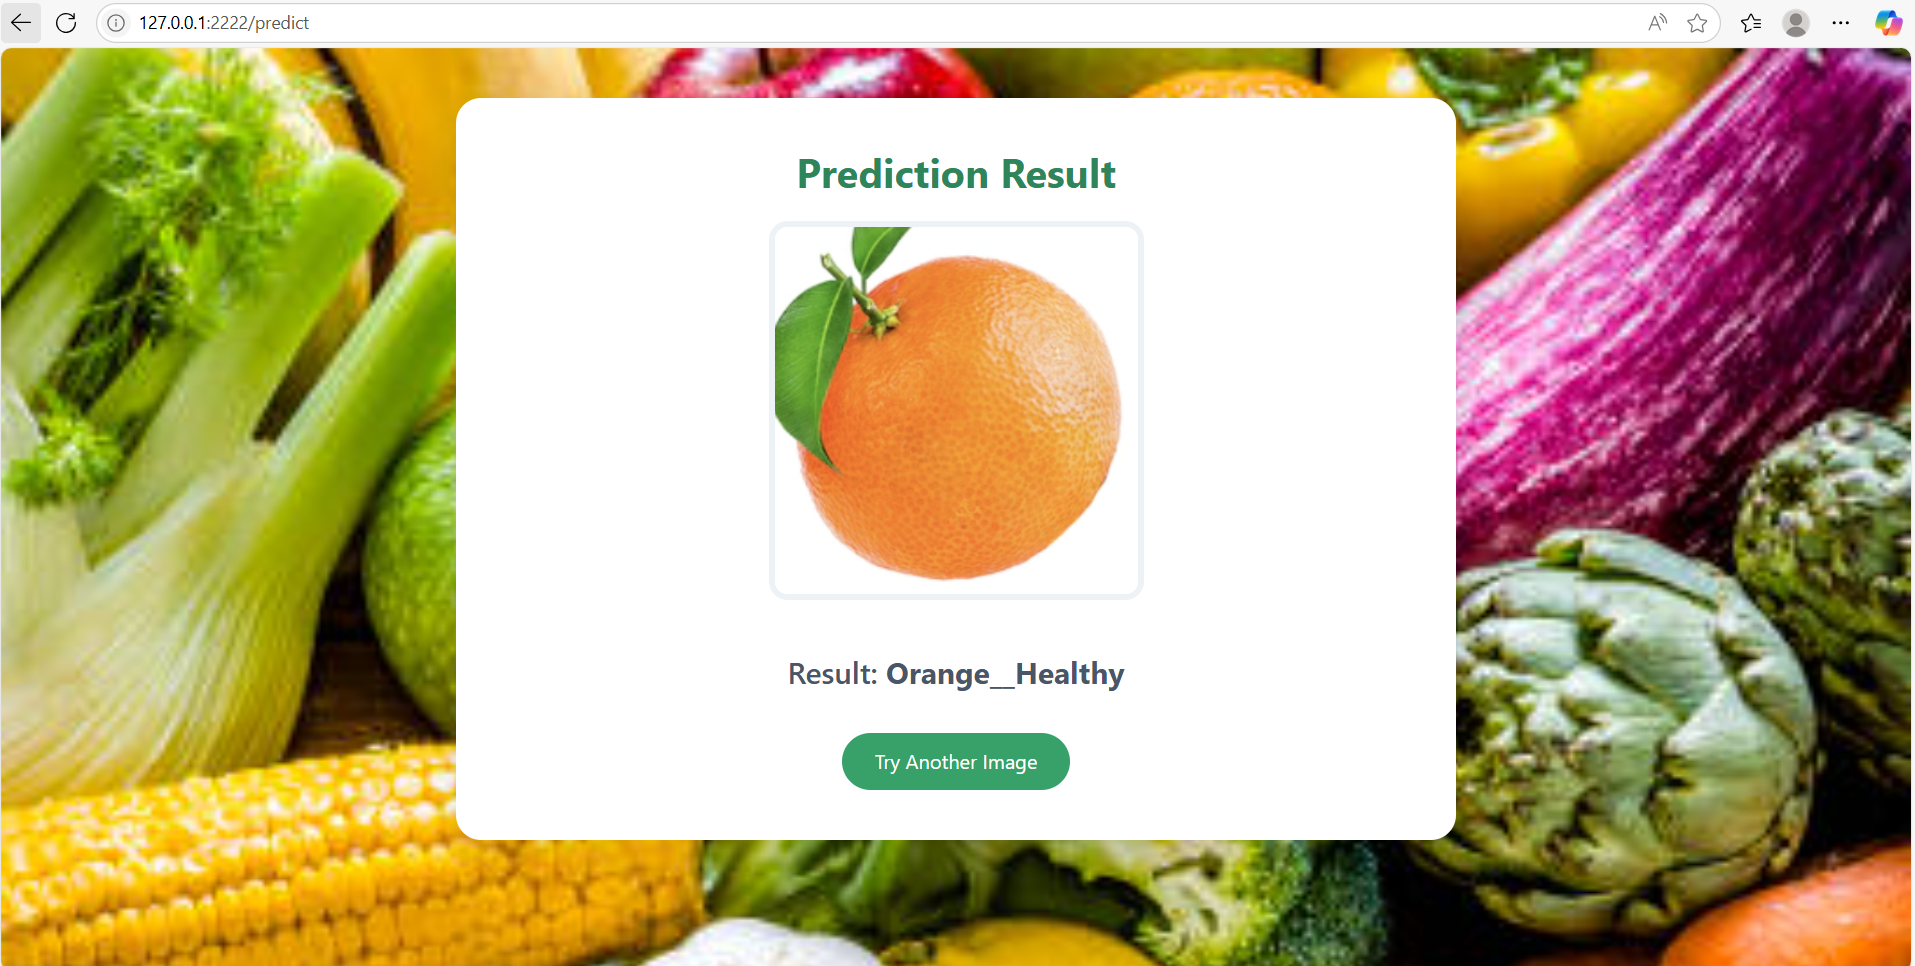 127.0.0.1:2222/predict
Prediction Result
Result: Orange__Healthy
Try Another Image